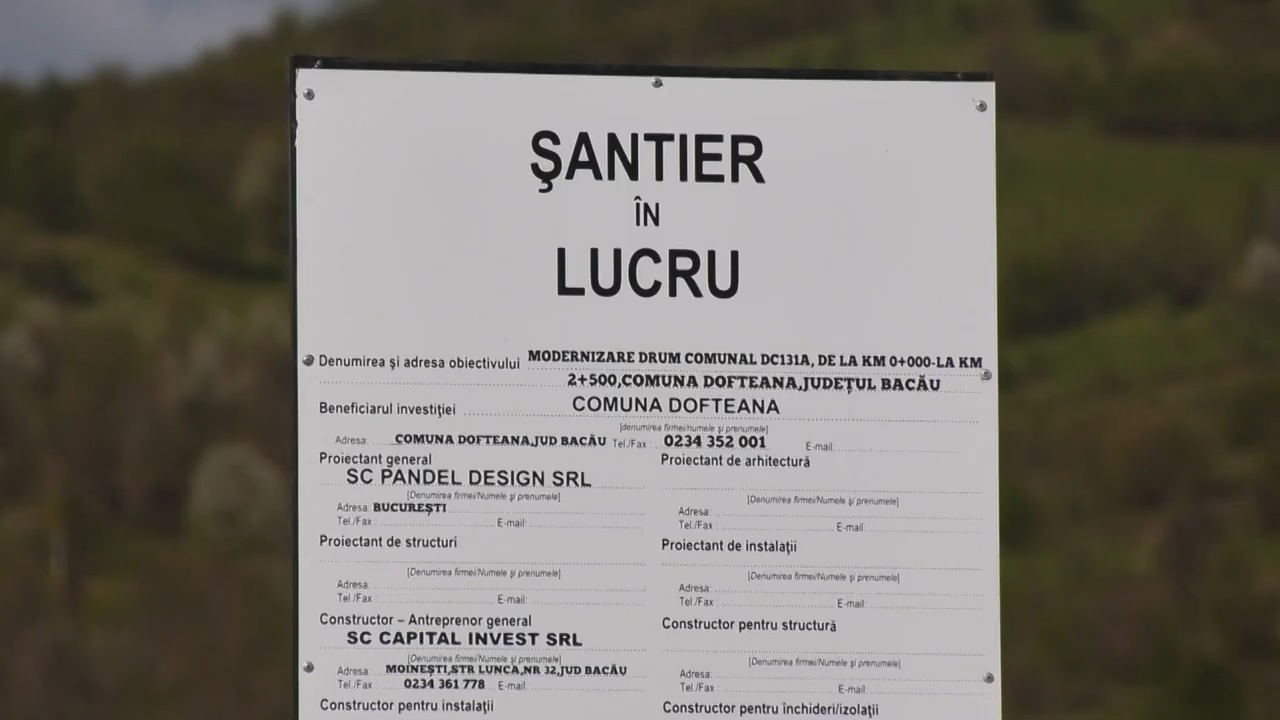 ŞANTIER
ÎN
LUCRU
Denumirea şi adresa obiectivului MODERNIZARE DRUM COMUNAL DC131A, DE LA KM 0+000-LA KM
2+500,COMUNA DOFTEANA,JUDEŢUL BACĂU
Beneficiarul investiţiei COMUNA DOFTEANA
[denumirea firmei/numele şi prenumele]
Adresa: COMUNA DOFTEANA,JUD BACĂU Tel./Fax : 0234 352 001 E-mail:
Proiectant general Proiectant de arhitectură
SC PANDEL DESIGN SRL
[Denumirea firmei/Numele şi prenumele] [Denumirea firmei/Numele şi prenumele]
Adresa: BUCUREŞTI Adresa:
Tel./Fax : E-mail: Tel./Fax : E-mail:
Proiectant de structuri Proiectant de instalaţii
[Denumirea firmei/Numele şi prenumele] [Denumirea firmei/Numele şi prenumele]
Adresa: Adresa:
Tel./Fax : E-mail: Tel./Fax : E-mail:
Constructor – Antreprenor general Constructor pentru structură
SC CAPITAL INVEST SRL
[Denumirea firmei/Numele şi prenumele] [Denumirea firmei/Numele şi prenumele]
Adresa: MOINEŞTI,STR LUNCA,NR 32,JUD BACĂU Adresa:
Tel./Fax : 0234 361 778 E-mail: Tel./Fax : E-mail:
Constructor pentru instalaţii Constructor pentru închideri/izolaţii